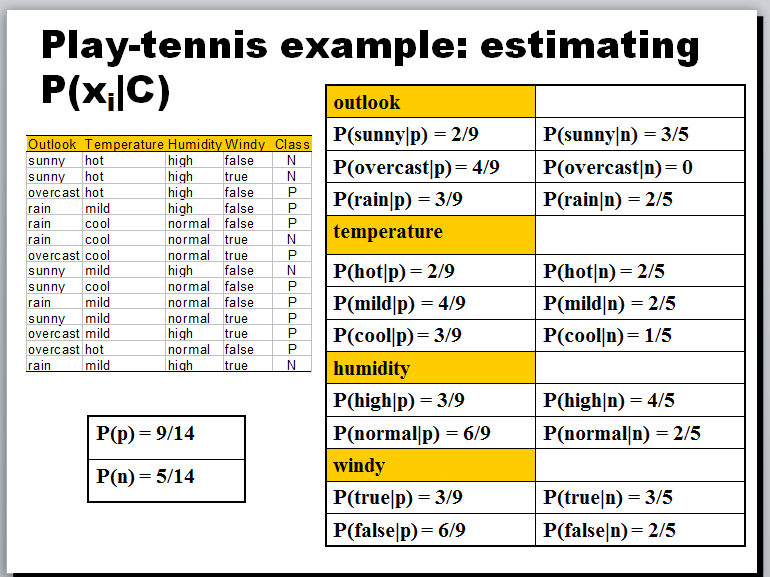 Play-tennis example: estimating
P(xi|C)
Outlook Temperature Humidity Windy Class
sunny hot high false N
sunny hot high true N
overcast hot high false P
rain mild high false P
rain cool normal false P
rain cool normal true N
overcast cool normal true P
sunny mild high false N
sunny cool normal false P
rain mild normal false P
sunny mild normal true P
overcast mild high true P
overcast hot normal false P
rain mild high true N
P(p) = 9/14
P(n) = 5/14
outlook
P(sunny|p) = 2/9 P(sunny|n) = 3/5
P(overcast|p) = 4/9 P(overcast|n) = 0
P(rain|p) = 3/9 P(rain|n) = 2/5
temperature
P(hot|p) = 2/9 P(hot|n) = 2/5
P(mild|p) = 4/9 P(mild|n) = 2/5
P(cool|p) = 3/9 P(cool|n) = 1/5
humidity
P(high|p) = 3/9 P(high|n) = 4/5
P(normal|p) = 6/9 P(normal|n) = 2/5
windy
P(true|p) = 3/9 P(true|n) = 3/5
P(false|p) = 6/9 P(false|n) = 2/5